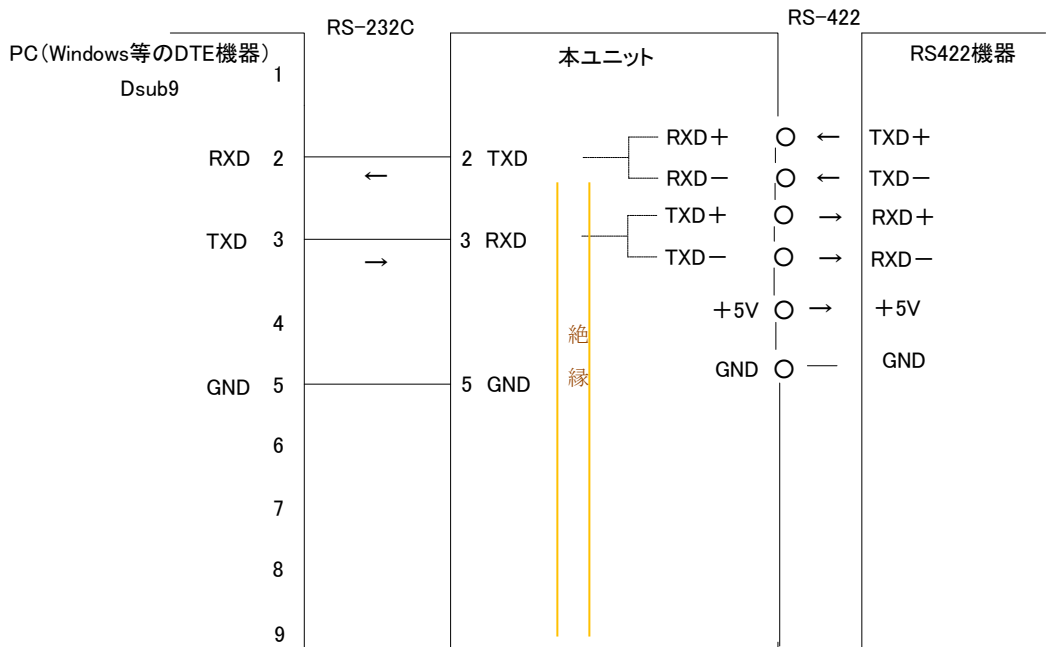 RS-232C
RS-422
PC(Windows等のDTE機器)
本ユニット
RS422機器
Dsub9
1
RXD＋ ← TXD＋
RXD 2
2 TXD
←
RXD－ ← TXD－
TXD＋ → RXD＋
TXD 3
3 RXD
→
TXD－ → RXD－
＋5V → ＋5V
4
絶
縁
GND GND
GND 5
5 GND
6
7
8
9